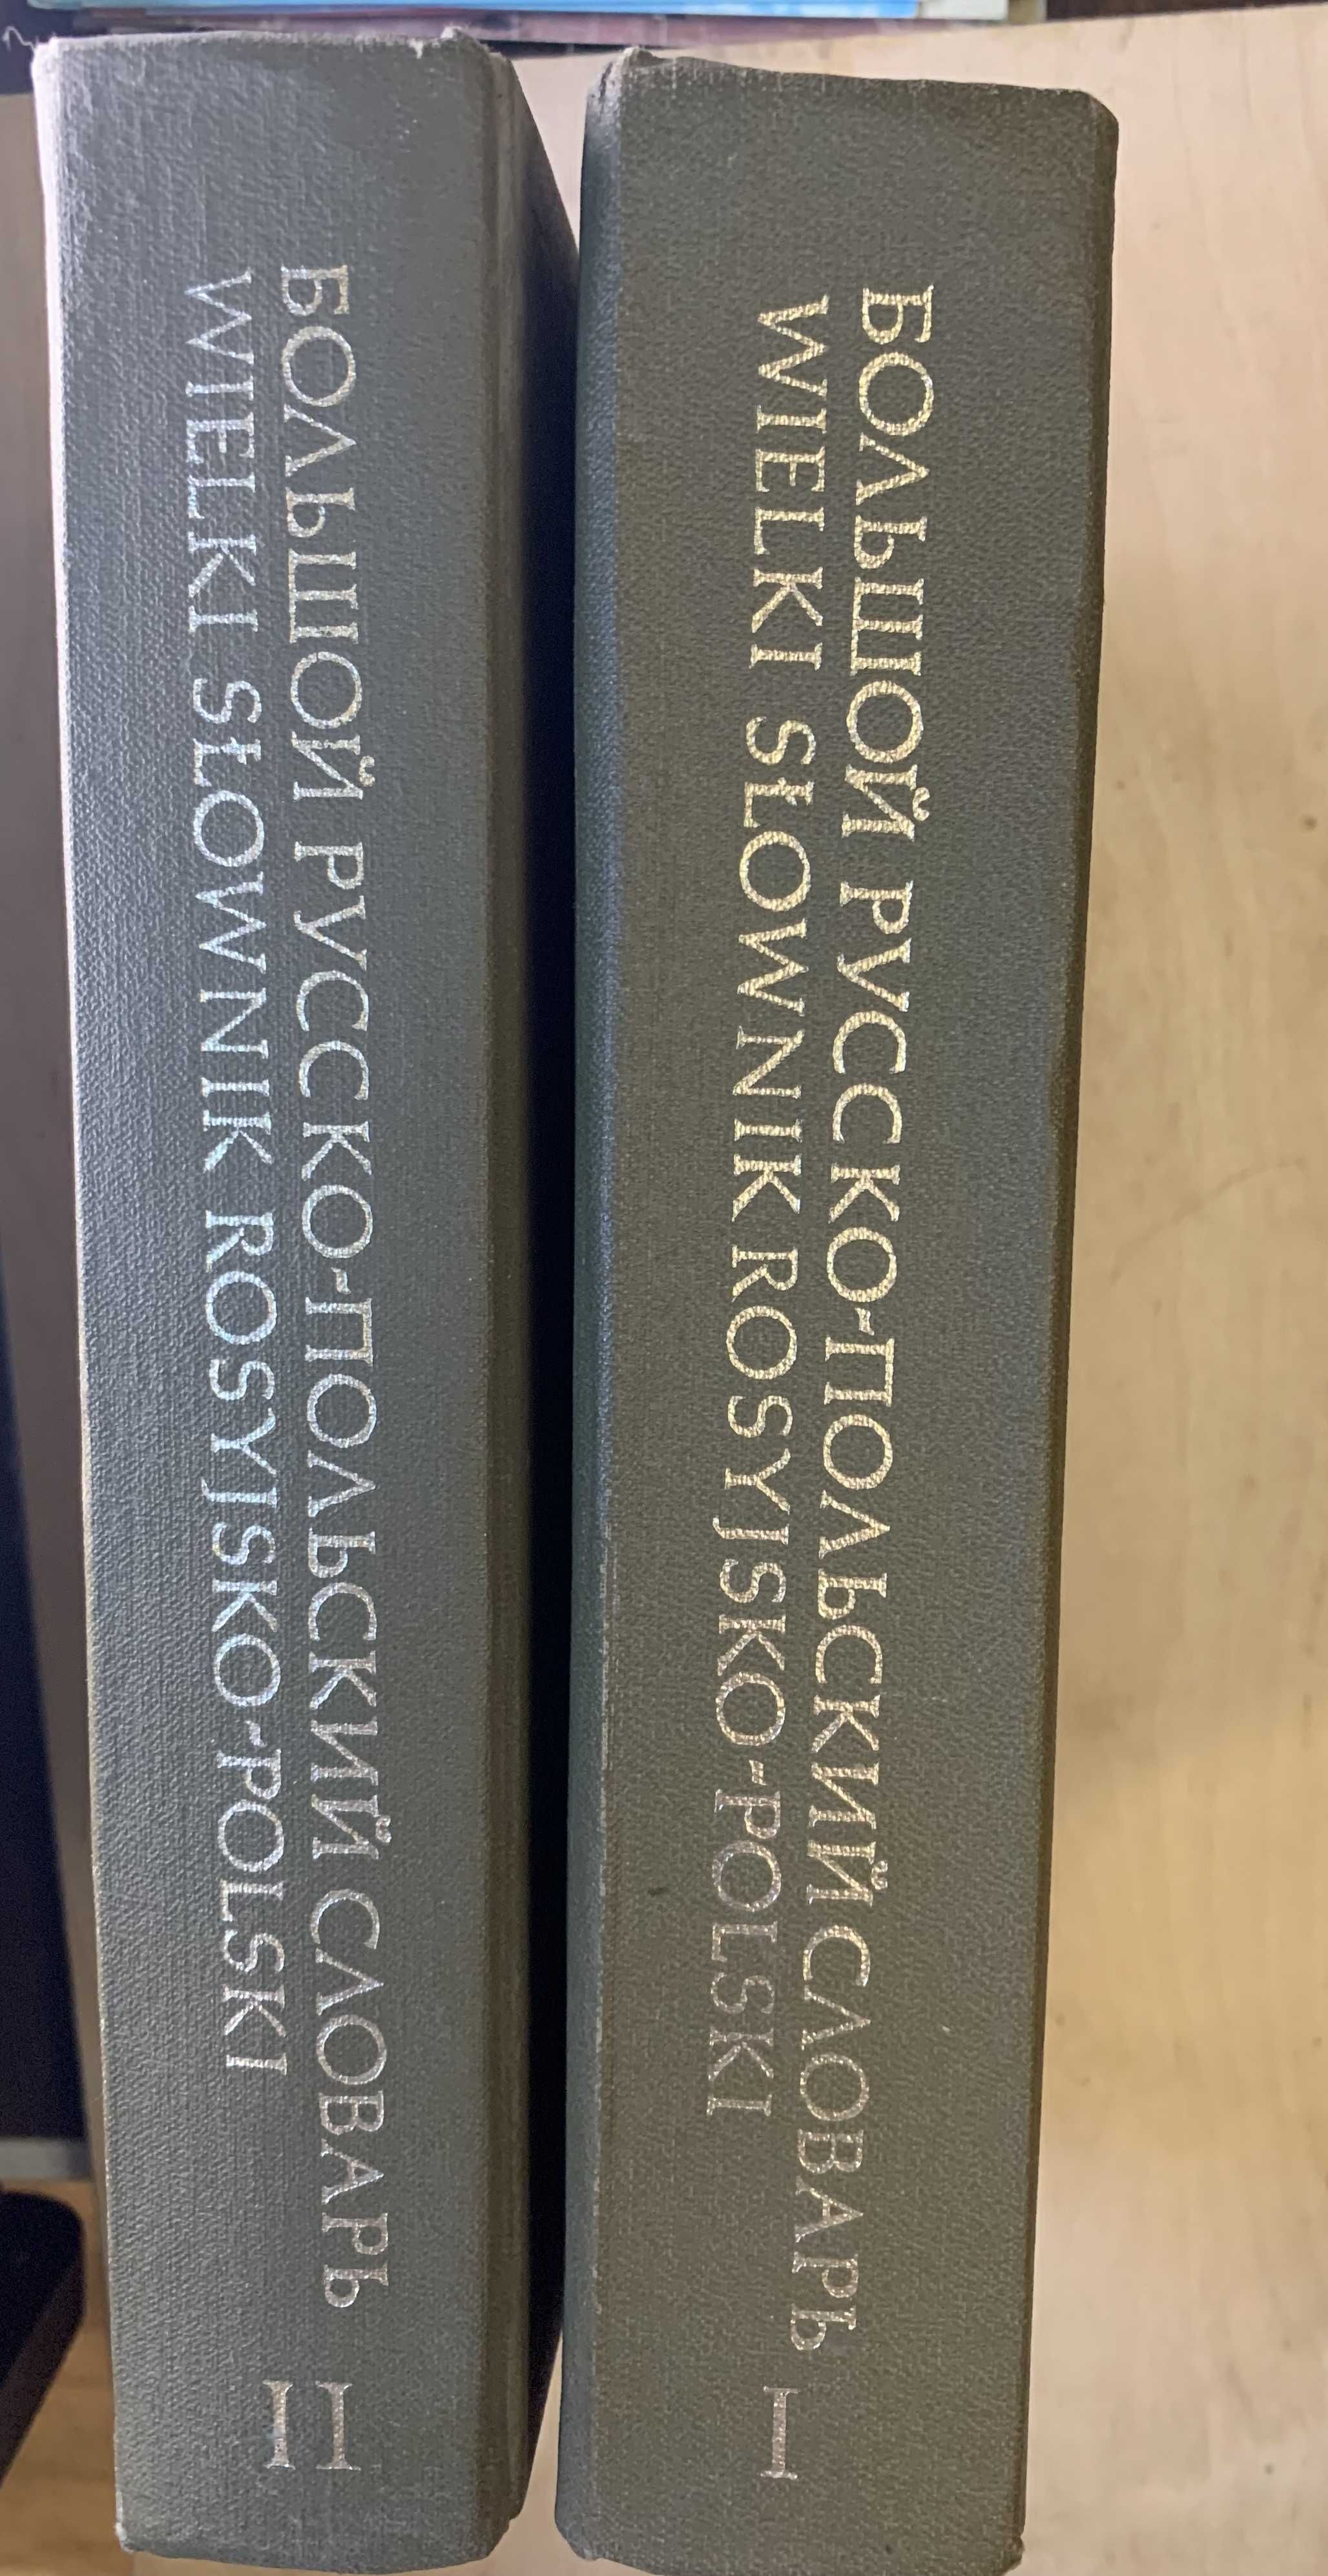 БОЛЬШОЙ РУССКО-ПОЛЬСКИЙ СЛОВАРЬ
WIELKI SŁOWNIK ROSYJSKO-POLSKI
II
БОЛЬШОЙ РУССКО-ПОЛЬСКИЙ СЛОВАРЬ
WIELKI SŁOWNIK ROSYJSKO-POLSKI
I